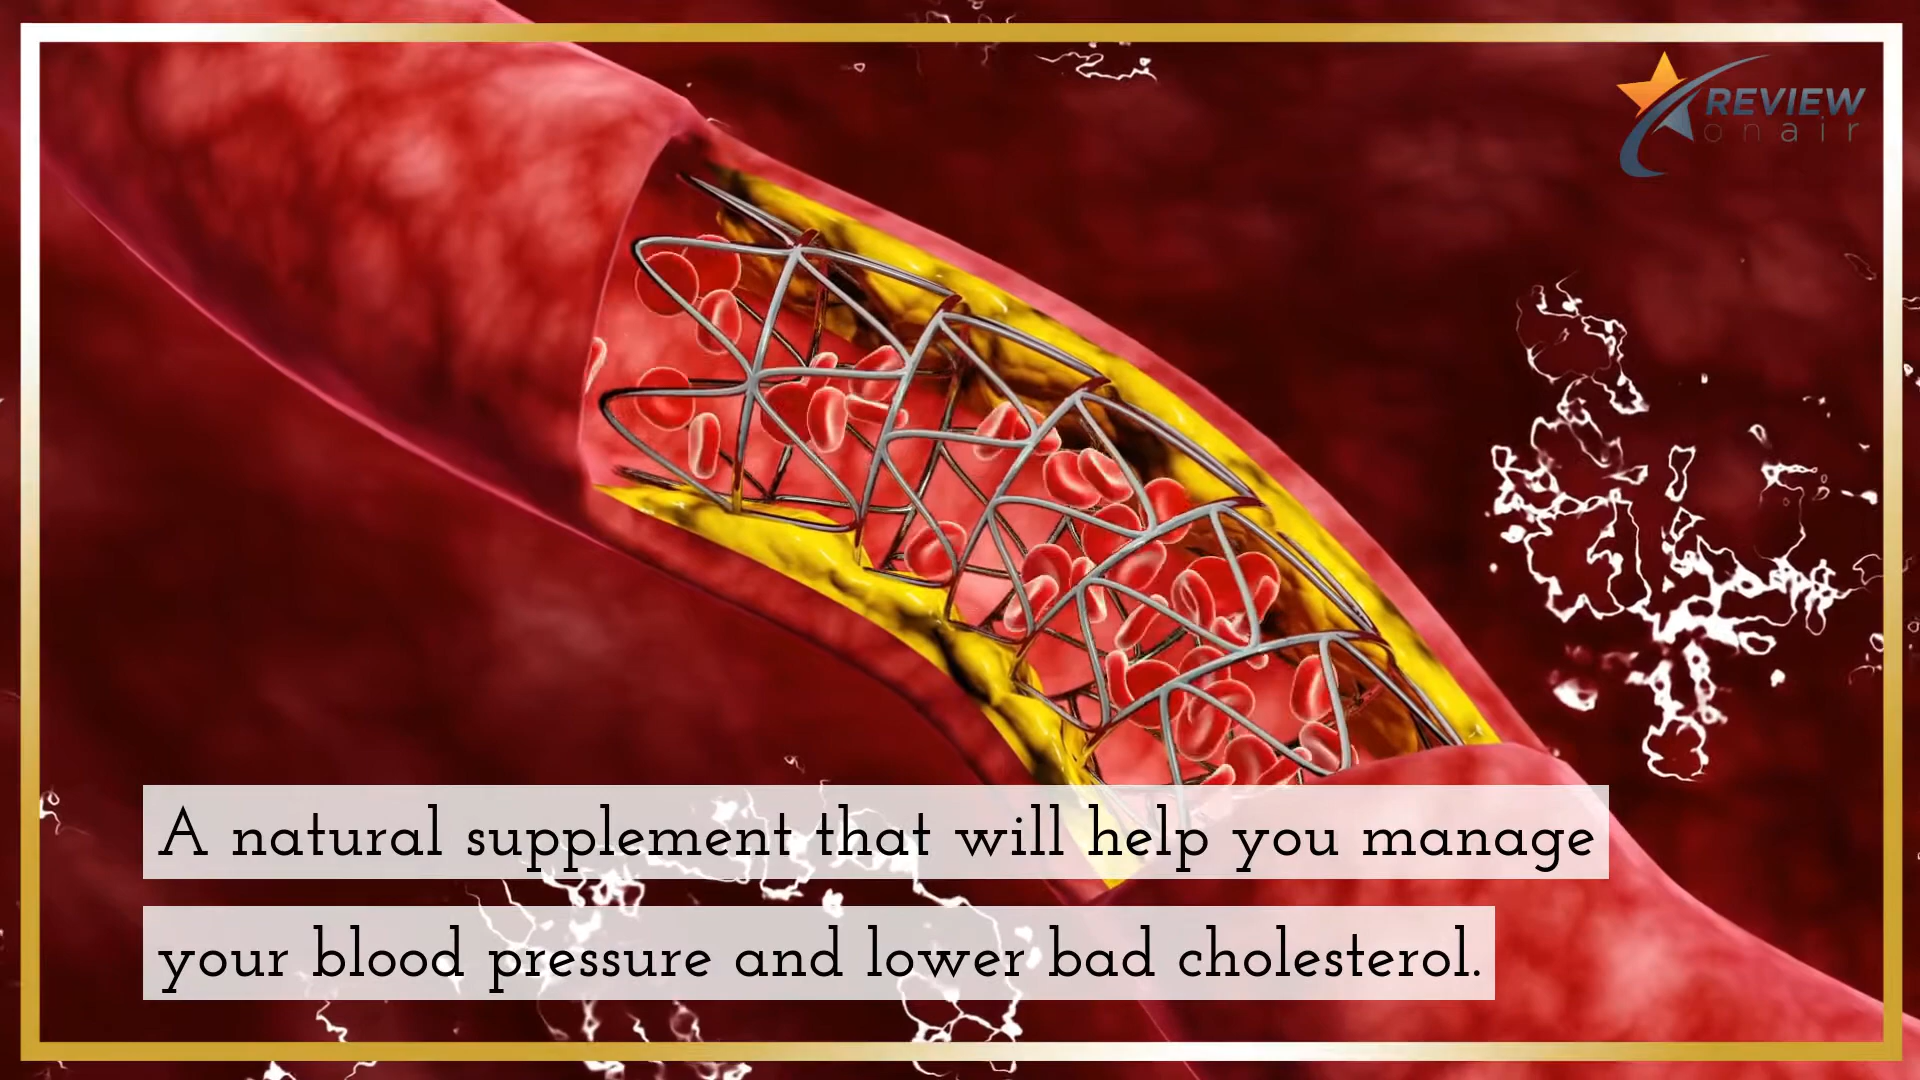 REVIEW
onair
A natural supplement that will help you manage
your blood pressure and lower bad cholesterol.